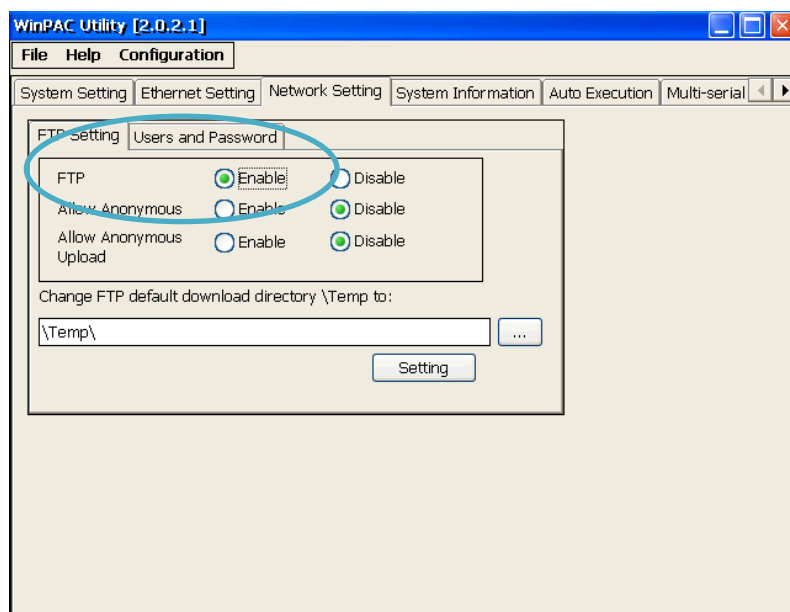 WinPAC Utility [2.0.2.1]
File Help Configuration
System Setting Ethernet Setting Network Setting System Information Auto Execution Multi-serial
FTP Setting Users and Password
FTP Enable Disable
Allow Anonymous Enable Disable
Allow Anonymous Enable Disable
Upload
Change FTP default download directory \Temp to:
\Temp\ ...
Setting